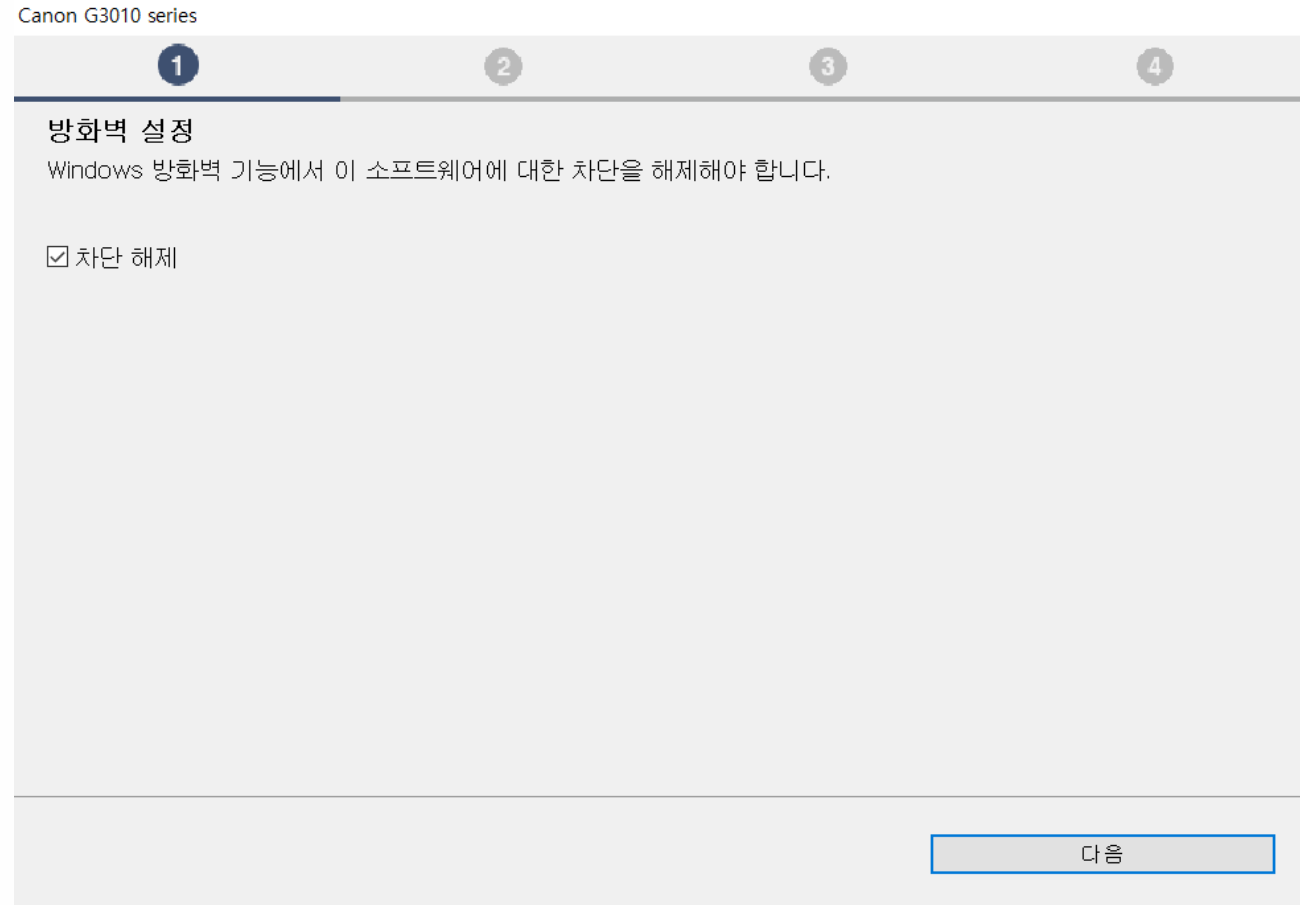 Canon G3010 series
1 2 3 4
방화벽 설정
Windows 방화벽 기능에서 이 소프트웨어에 대한 차단을 해제해야 합니다.
차단 해제
다음